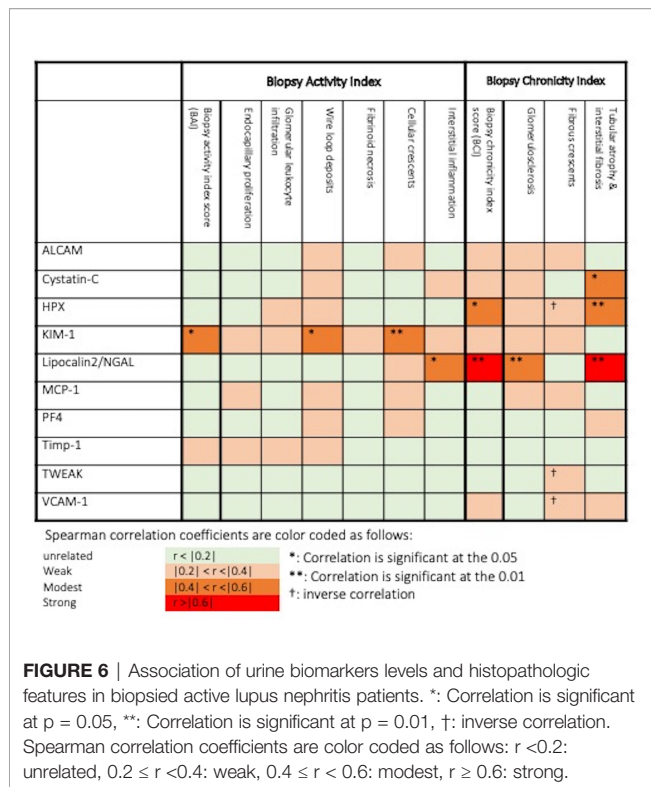 Biopsy Activity Index
Biopsy Chronicity Index
Biopsy activity index score
(BAI)
Endocapillary proliferation
Glomerular leukocyte
infiltration
Wire loop deposits
Fibrinoid necrosis
Cellular crescents
Interstitial inflammation
Biopsy chronicity index
score (BCI)
Glomerulosclerosis
Fibrous crescents
Tubular atrophy &
interstitial fibrosis
ALCAM
Cystatin-C *
HPX * † **
KIM-1 * * **
Lipocalin2/NGAL * ** ** **
MCP-1
PF4
Timp-1
TWEAK †
VCAM-1 †
Spearman correlation coefficients are color coded as follows:
unrelated r < |0.2|
Weak |0.2| < r <|0.4|
Modest |0.4| < r <|0.6|
Strong r >|0.6|
*: Correlation is significant at the 0.05
**: Correlation is significant at the 0.01
†: inverse correlation
FIGURE 6 | Association of urine biomarkers levels and histopathologic
features in biopsied active lupus nephritis patients. *: Correlation is significant
at p = 0.05, **: Correlation is significant at p = 0.01, †: inverse correlation.
Spearman correlation coefficients are color coded as follows: r <0.2:
unrelated, 0.2 ≤ r <0.4: weak, 0.4 ≤ r < 0.6: modest, r ≥ 0.6: strong.